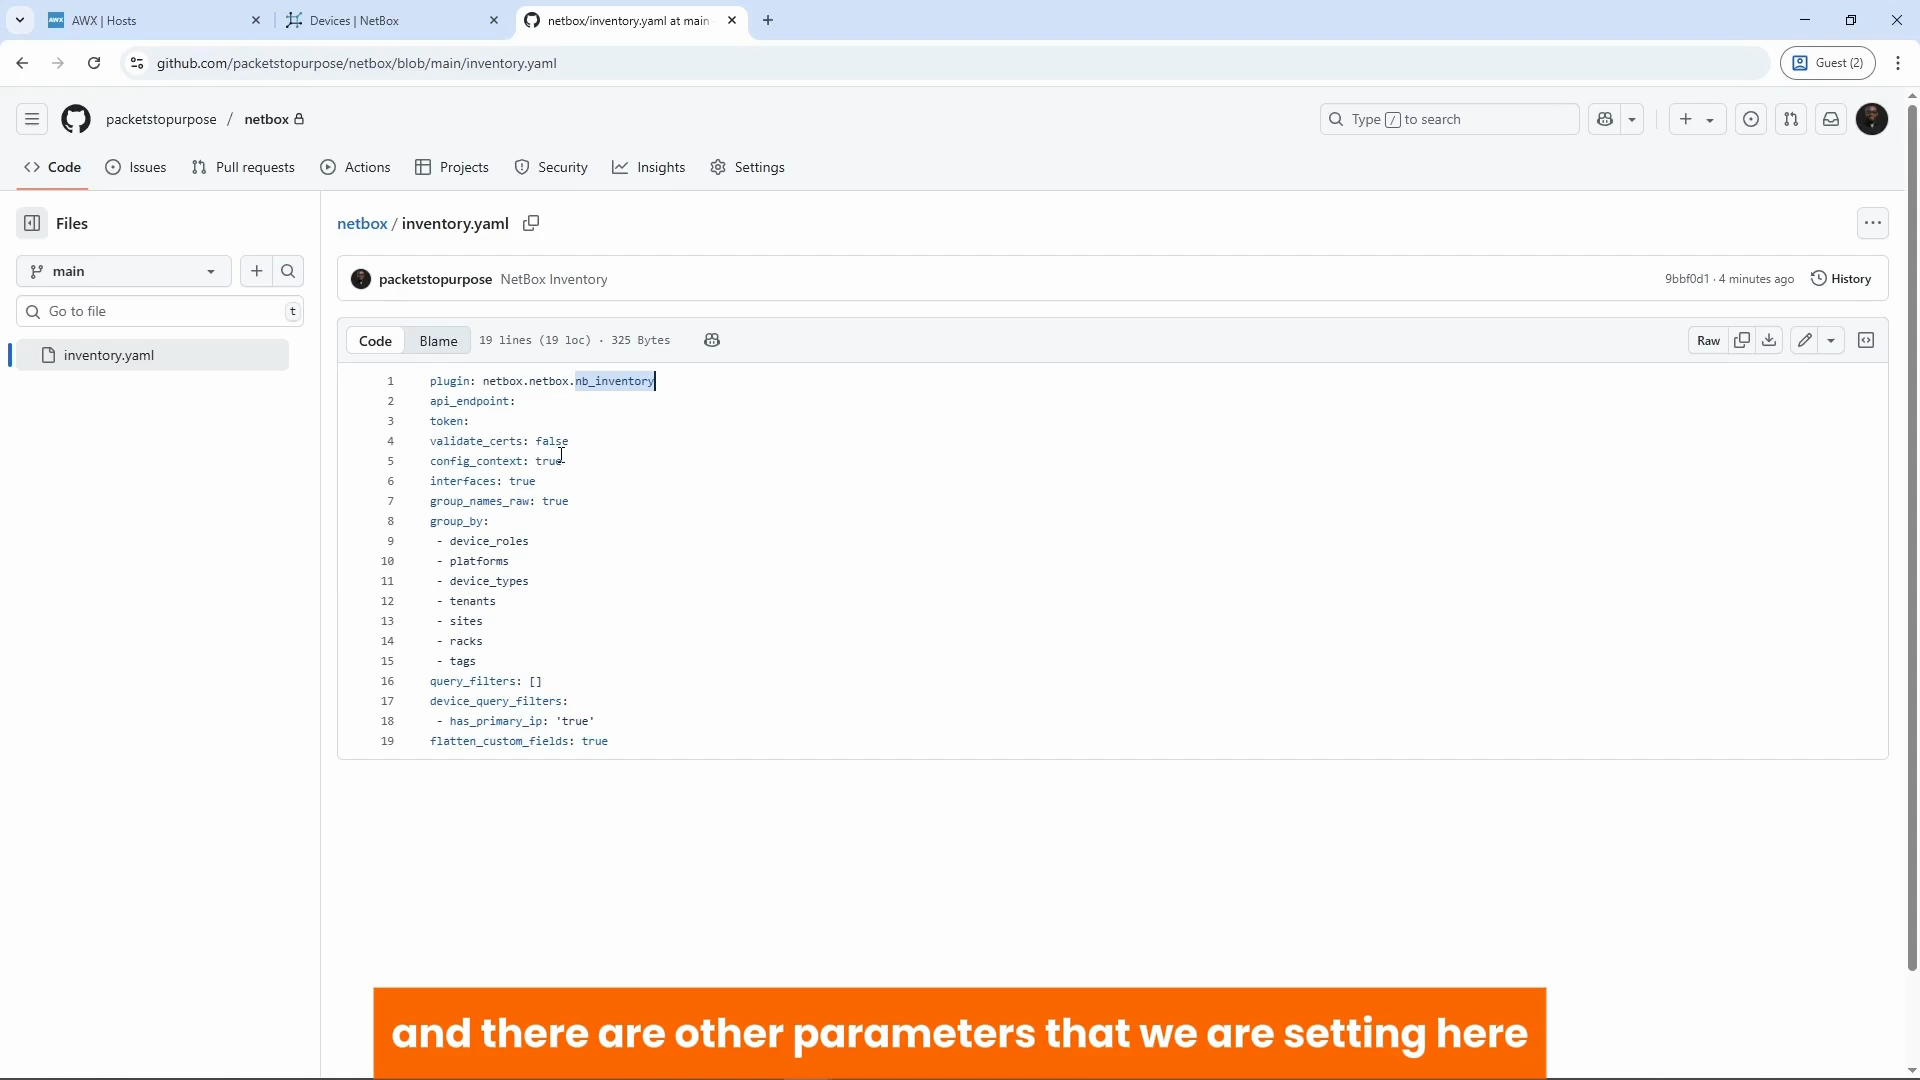 AWX | Hosts
Devices | NetBox
netbox/inventory.yaml at main
github.com/packetstopurpose/netbox/blob/main/inventory.yaml
Guest (2)
packetstopurpose / netbox
Type / to search
Code
Issues
Pull requests
Actions
Projects
Security
Insights
Settings
Files
main
Go to file
t
inventory.yaml
netbox / inventory.yaml
packetstopurpose NetBox Inventory
9bbf0d1 · 4 minutes ago
History
Code
Blame
19 lines (19 loc) · 325 Bytes
Raw
1 plugin: netbox.netbox.nb_inventory
2 api_endpoint:
3 token:
4 validate_certs: false
5 config_context: true
6 interfaces: true
7 group_names_raw: true
8 group_by:
9 - device_roles
10 - platforms
11 - device_types
12 - tenants
13 - sites
14 - racks
15 - tags
16 query_filters: []
17 device_query_filters:
18 - has_primary_ip: 'true'
19 flatten_custom_fields: true
and there are other parameters that we are setting here